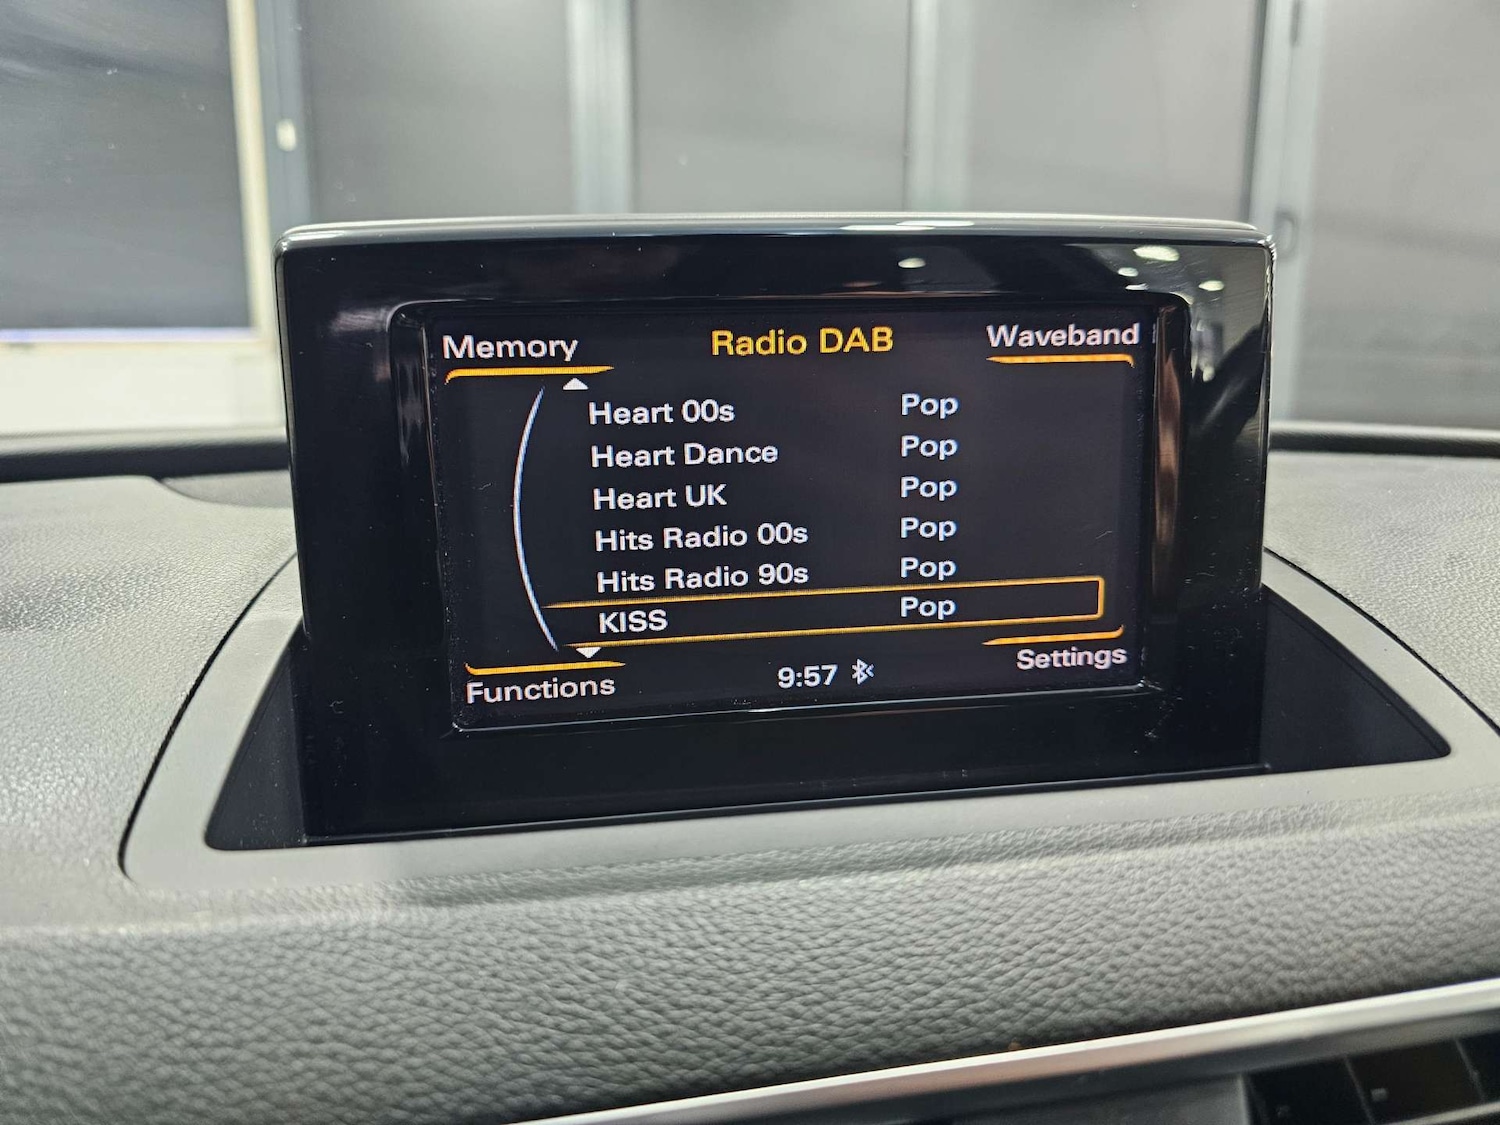 Memory Radio DAB Waveband
Heart 00s Pop
Heart Dance Pop
Heart UK Pop
Hits Radio 00s Pop
Hits Radio 90s Pop
KISS Pop
Functions 9:57 Settings